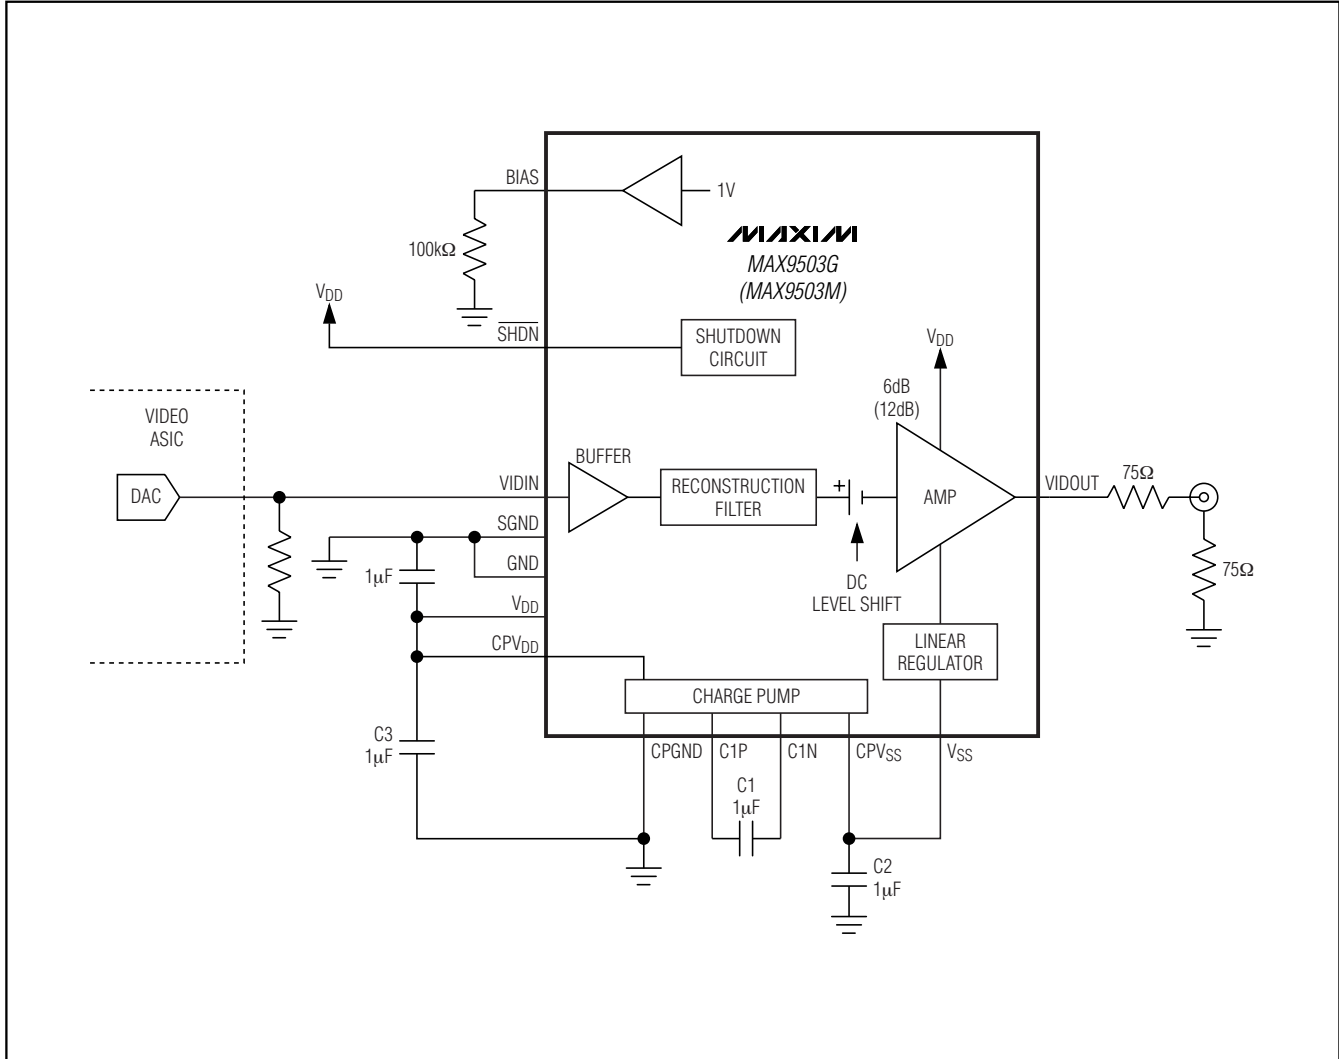 BIAS
1V
MAXIM
MAX9503G
(MAX9503M)
100kΩ
VDD
SHDN
SHUTDOWN
CIRCUIT
VDD
6dB
(12dB)
VIDEO
ASIC
DAC
VIDIN
BUFFER
RECONSTRUCTION
FILTER
+
AMP
VIDOUT
75Ω
75Ω
SGND
GND
1μF
DC
LEVEL SHIFT
VDD
CPVDD
LINEAR
REGULATOR
CHARGE PUMP
C3
1μF
CPGND
C1P
C1N
CPVSS
VSS
C1
1μF
C2
1μF